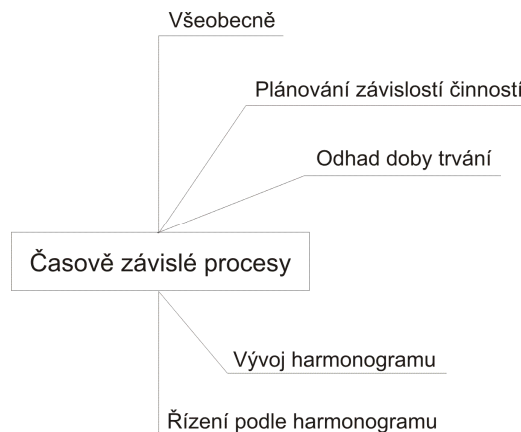 Všeobecně
Plánování závislostí činností
Odhad doby trvání
Časově závislé procesy
Vývoj harmonogramu
Řízení podle harmonogramu